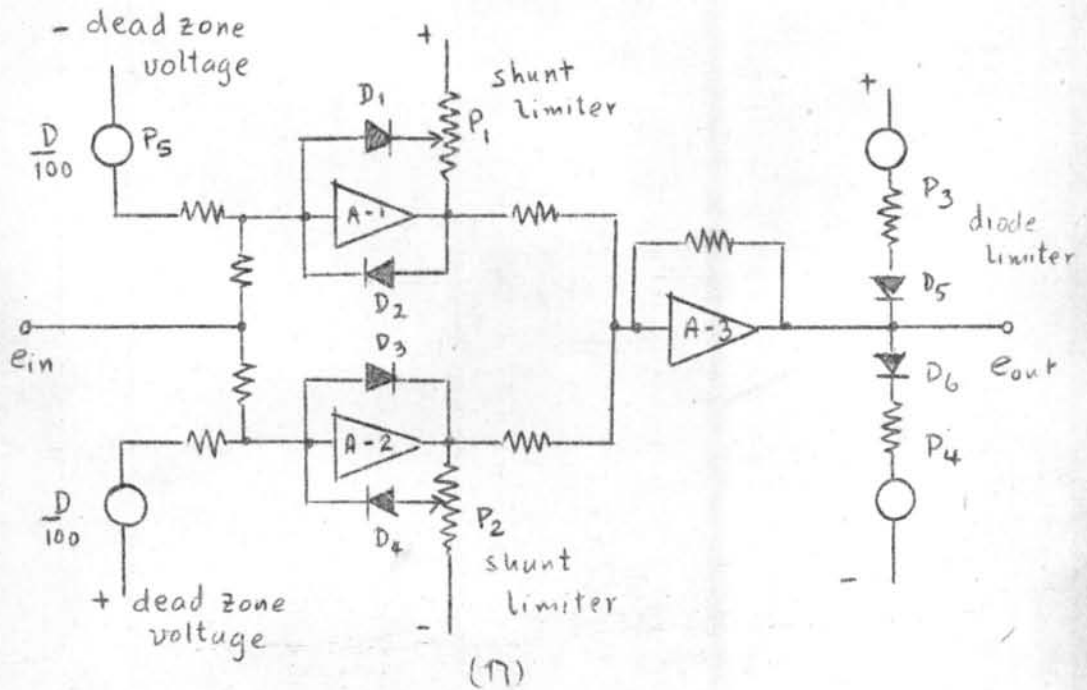 - dead zone
voltage
D
100
P5
+
shunt
limiter
D1
P1
A-1
D2
+
P3
diode
limiter
D5
A-3
ein
eout
D3
D6
A-2
P4
D
100
D4
P2
shunt
limiter
-
-
+ dead zone
voltage
(ก)